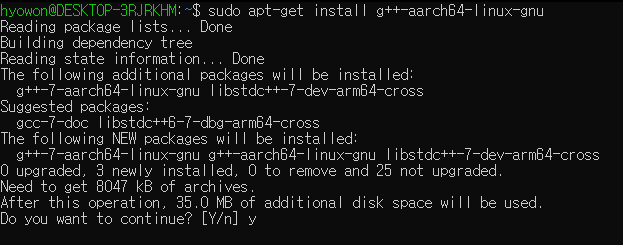 hyowon@DESKTOP-3RJRKHM:~$ sudo apt-get install g++-aarch64-linux-gnu
Reading package lists... Done
Building dependency tree
Reading state information... Done
The following additional packages will be installed:
  g++-7-aarch64-linux-gnu libstdc++-7-dev-arm64-cross
Suggested packages:
  gcc-7-doc libstdc++6-7-dbg-arm64-cross
The following NEW packages will be installed:
  g++-7-aarch64-linux-gnu g++-aarch64-linux-gnu libstdc++-7-dev-arm64-cross
0 upgraded, 3 newly installed, 0 to remove and 25 not upgraded.
Need to get 8047 kB of archives.
After this operation, 35.0 MB of additional disk space will be used.
Do you want to continue? [Y/n] y